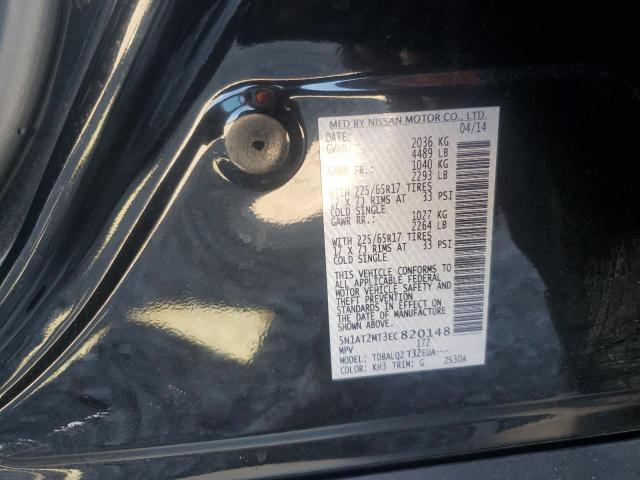 MFD BY NISSAN MOTOR CO., LTD.
DATE: 04/14
GVWR: 2036 KG
4489 LB
GAWR FR.: 1040 KG
2293 LB
WITH 225/65R17 TIRES
17 X 7J RIMS AT 33 PSI
COLD SINGLE
GAWR RR.: 1027 KG
2264 LB
WITH 225/65R17 TIRES
17 X 7J RIMS AT 33 PSI
COLD SINGLE
THIS VEHICLE CONFORMS TO ALL
APPLICABLE FEDERAL
MOTOR VEHICLE SAFETY AND
THEFT PREVENTION
STANDARDS IN EFFECT ON THE
DATE OF MANUFACTURE
SHOWN ABOVE.
5N1AT2MT3EC820148
MPV 172
MODEL: TDBALQZ T32EUA---
COLOR: KH3 TRIM: G 2530A